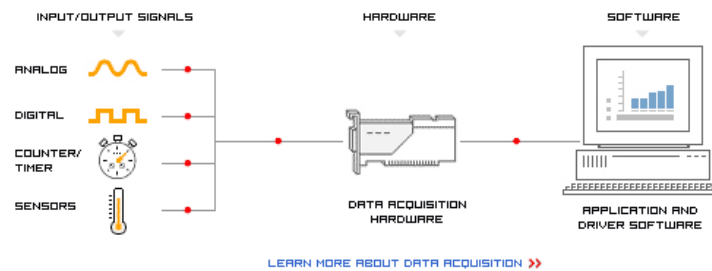 INPUT/OUTPUT SIGNALS
HARDWARE
SOFTWARE
ANALOG
DIGITAL
COUNTER/
TIMER
SENSORS
DATA ACQUISITION
HARDWARE
APPLICATION AND
DRIVER SOFTWARE
LEARN MORE ABOUT DATA ACQUISITION >>